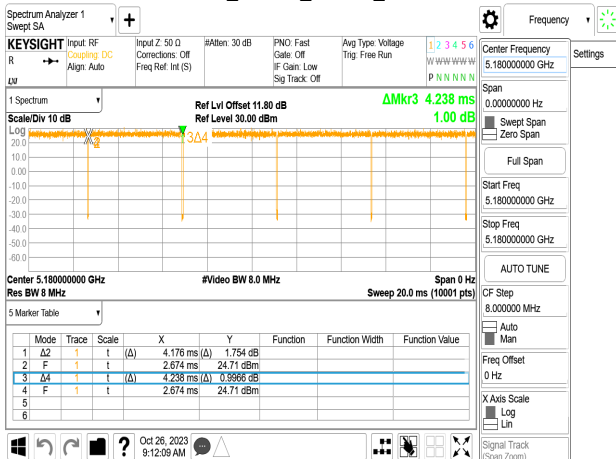 Spectrum Analyzer 1
Swept SA
Frequency
KEYSIGHT
R
Input: RF
Coupling: DC
Align: Auto
Input Z: 50 Ω
Corrections: Off
Freq Ref: Int (S)
#Atten: 30 dB
PNO: Fast
Gate: Off
IF Gain: Low
Sig Track: Off
Avg Type: Voltage
Trig: Free Run
1 2 3 4 5 6
W W W W W W
P N N N N N
1 Spectrum
Scale/Div 10 dB
Ref Lvl Offset 11.80 dB
Ref Level 30.00 dBm
ΔMkr3 4.238 ms
1.00 dB
Log
20.0
10.0
0.00
-10.0
-20.0
-30.0
-40.0
-50.0
-60.0
3Δ4
Center 5.180000000 GHz
Res BW 8 MHz
#Video BW 8.0 MHz
Span 0 Hz
Sweep 20.0 ms (10001 pts)
5 Marker Table
Mode Trace Scale X Y Function Function Width Function Value
1 Δ2 1 t (Δ) 4.176 ms (Δ) 1.754 dB
2 F 1 t 2.674 ms 24.71 dBm
3 Δ4 1 t (Δ) 4.238 ms (Δ) 0.9966 dB
4 F 1 t 2.674 ms 24.71 dBm
5
6
Oct 26, 2023
9:12:09 AM
Center Frequency
5.180000000 GHz
Settings
Span
0.00000000 Hz
Swept Span
Zero Span
Full Span
Start Freq
5.180000000 GHz
Stop Freq
5.180000000 GHz
AUTO TUNE
CF Step
8.000000 MHz
Auto
Man
Freq Offset
0 Hz
X Axis Scale
Log
Lin
Signal Track
(Span Zoom)